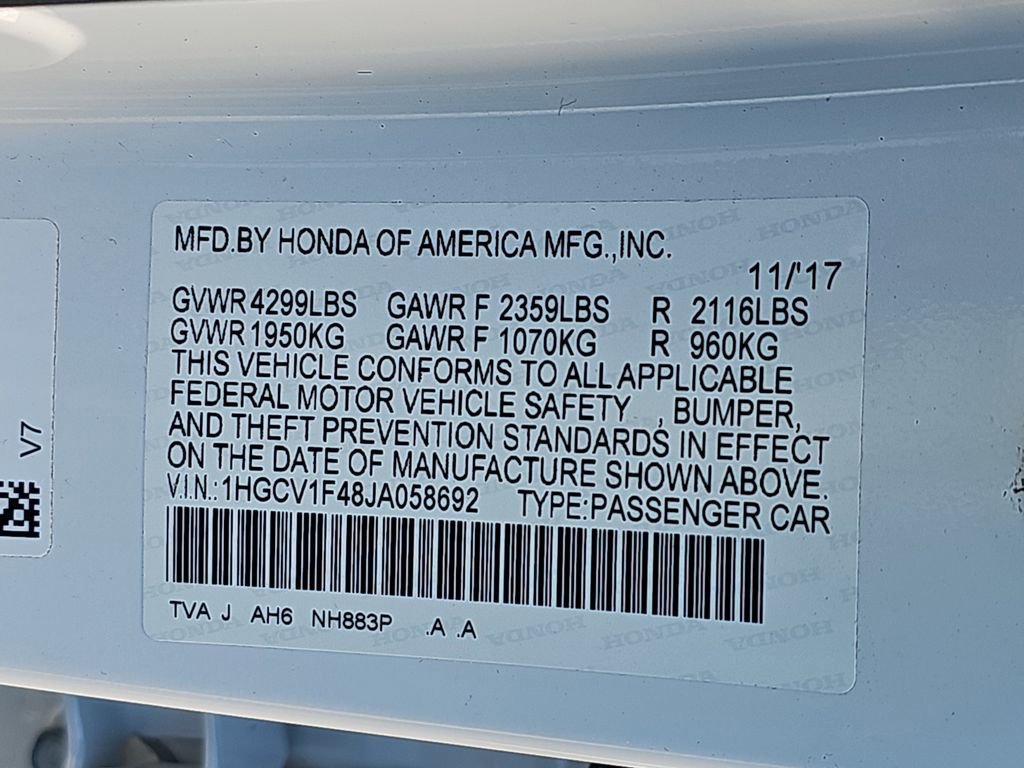 MFD.BY HONDA OF AMERICA MFG.,INC.
11/'17
GVWR 4299LBS GAWR F 2359LBS R 2116LBS
GVWR 1950KG GAWR F 1070KG R 960KG
THIS VEHICLE CONFORMS TO ALL APPLICABLE
FEDERAL MOTOR VEHICLE SAFETY , BUMPER,
AND THEFT PREVENTION STANDARDS IN EFFECT
ON THE DATE OF MANUFACTURE SHOWN ABOVE.
V.I.N.: 1HGCV1F48JA058692 TYPE:PASSENGER CAR
TVA J AH6 NH883P .A .A
V7